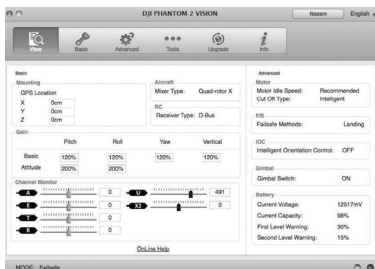 DJI PHANTOM 2 VISION
Nazam
English
View
Basic
Advanced
Tools
Upgrade
Info
Basic
Mounting
GPS Location
X 0cm
Y 0cm
Z 0cm
Aircraft
Mixer Type: Quad-rotor X
RC
Receiver Type: D-Bus
Gain
Pitch Roll Yaw Vertical
Basic 120% 120% 120% 120%
Attitude 200% 200%
Channel Monitor
A 0 U 491
E 0 X2 0
T 0
R 0
OnLine Help
Advanced
Motor
Motor Idle Speed: Recommended
Cut Off Type: Intelligent
F/S
Failsafe Methods: Landing
IOC
Intelligent Orientation Control: OFF
Gimbal
Gimbal Switch: ON
Battery
Current Voltage: 12517mV
Current Capacity: 98%
First Level Warning: 30%
Second Level Warning: 15%
MODE: Failsafe